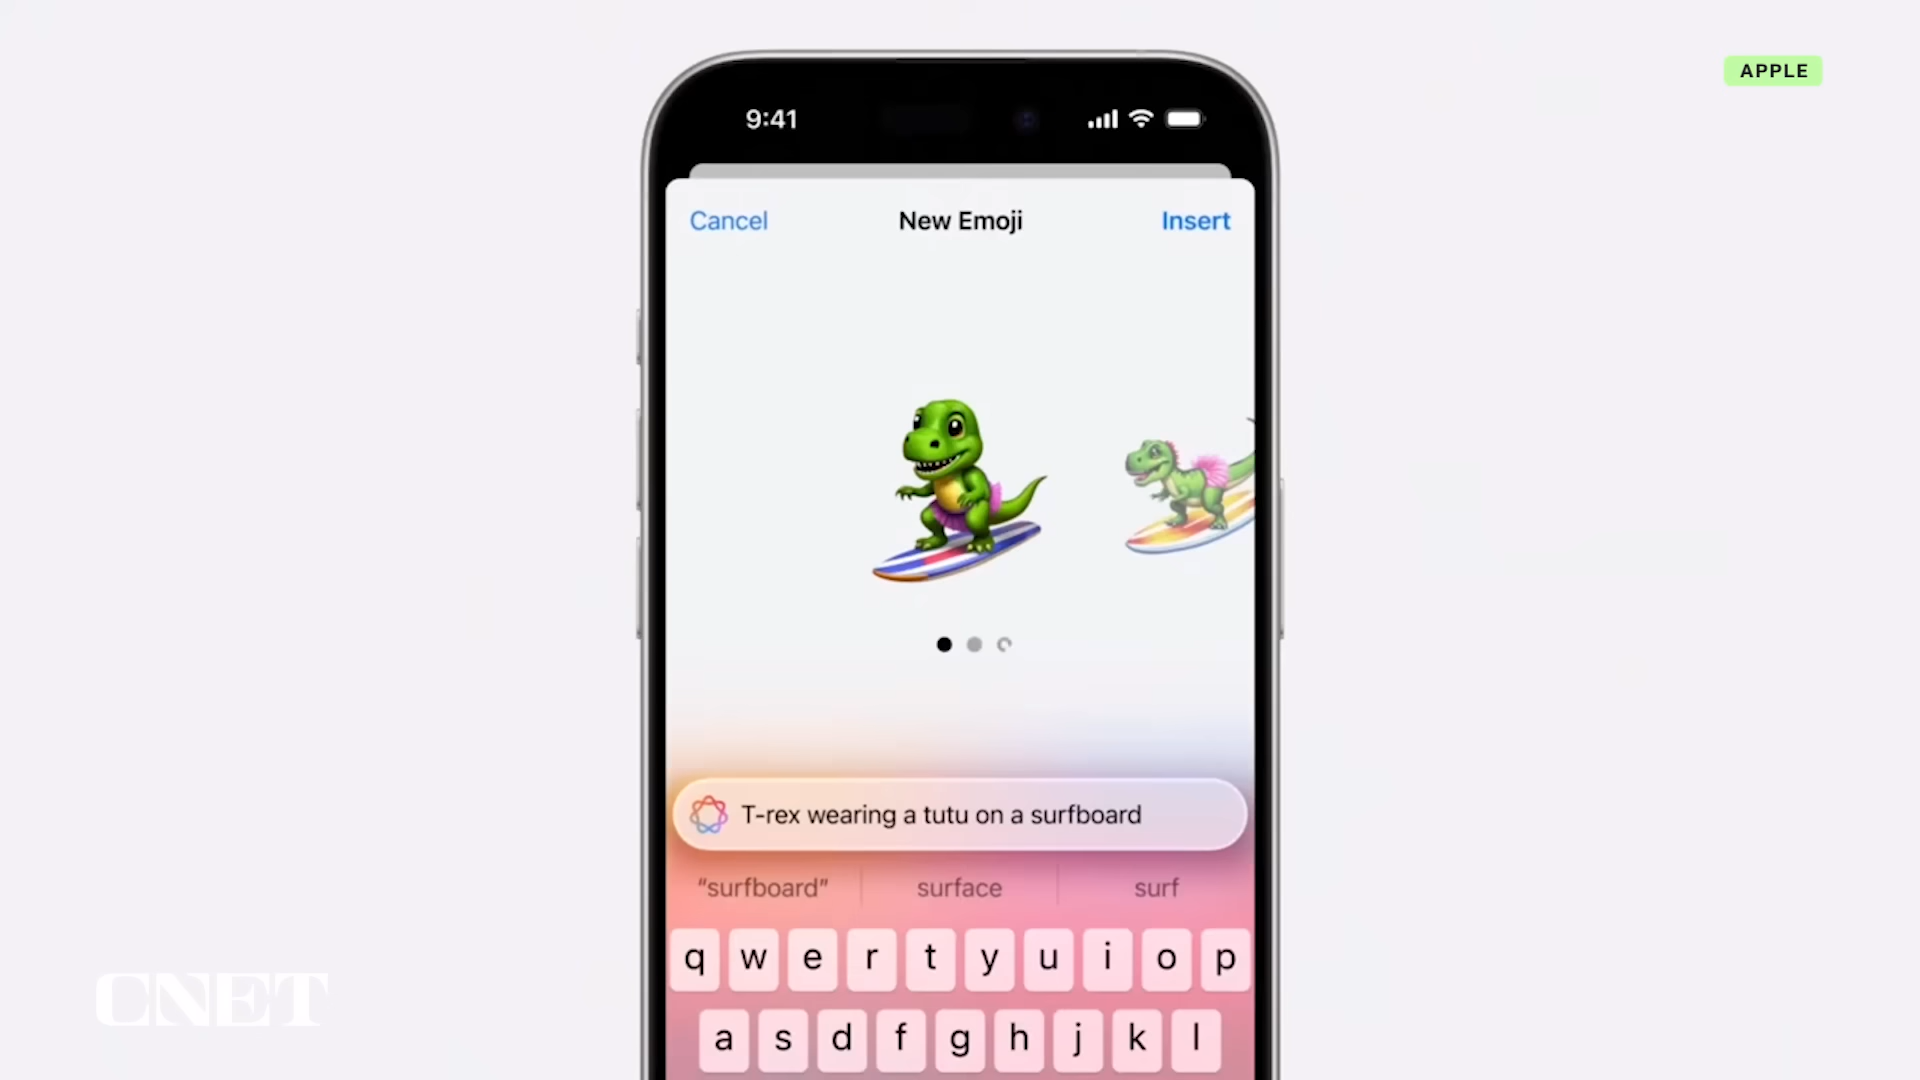 APPLE
9:41
Cancel New Emoji Insert
T-rex wearing a tutu on a surfboard
“surfboard” surface surf
q w e r t y u i o p
a s d f g h j k l
CNET